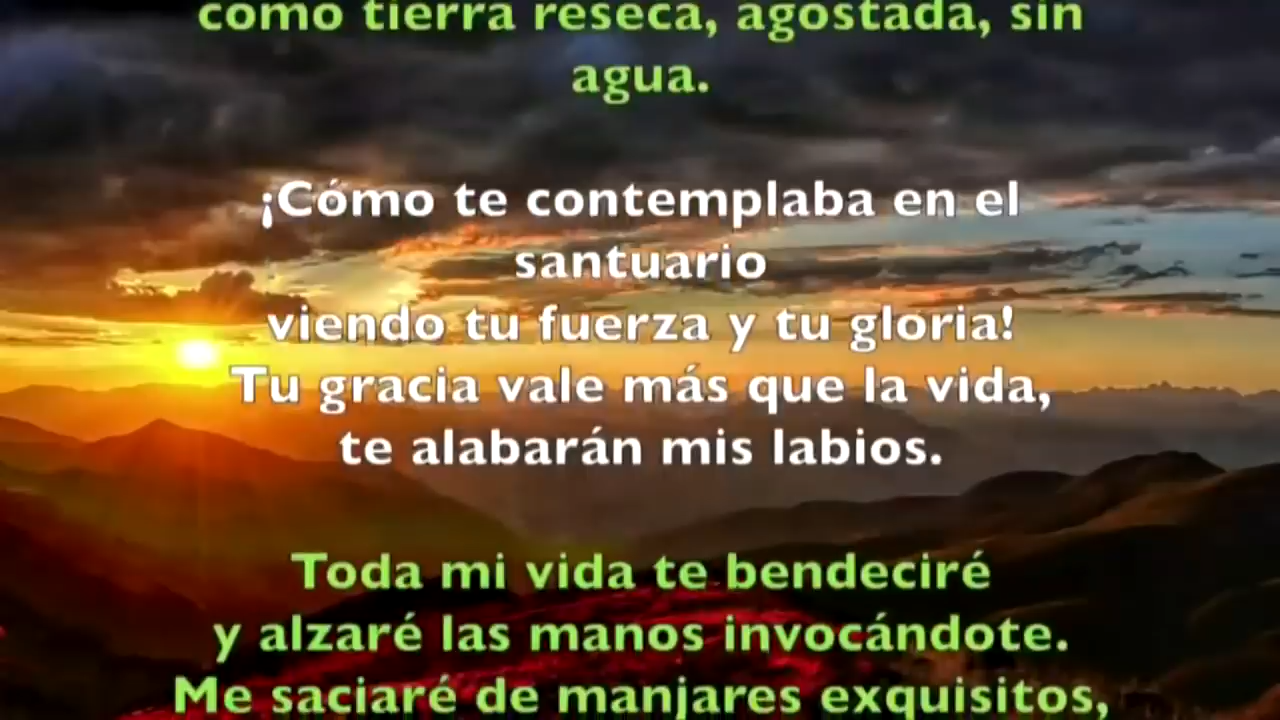 como tierra reseca, agostada, sin
agua.
¡Cómo te contemplaba en el
santuario
viendo tu fuerza y tu gloria!
Tu gracia vale más que la vida,
te alabarán mis labios.
Toda mi vida te bendeciré
y alzaré las manos invocándote.
Me saciaré de manjares exquisitos,